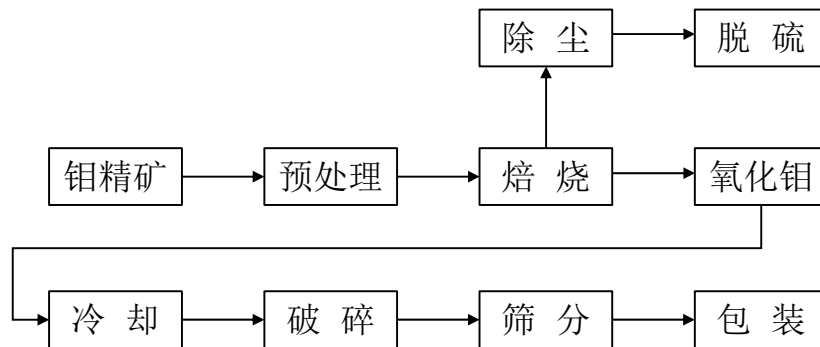 除 尘 脱 硫
钼精矿 预处理 焙 烧 氧化钼
冷 却 破 碎 筛 分 包 装